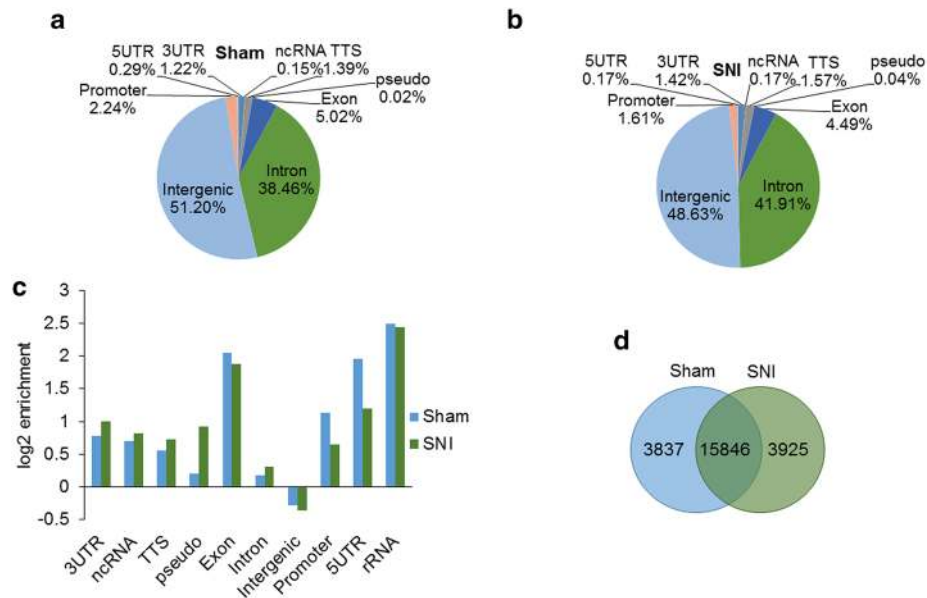 a
5UTR 3UTR Sham ncRNA TTS
0.29% 1.22% 0.15% 1.39% pseudo
0.02%
Promoter
2.24%
Exon
5.02%
Intron
38.46%
Intergenic
51.20%
b
5UTR 3UTR SNI ncRNA TTS pseudo
0.17% 1.42% 0.17% 1.57% 0.04%
Promoter
1.61%
Exon
4.49%
Intergenic
48.63%
Intron
41.91%
c
log2 enrichment
3
2.5
2
1.5
1
0.5
0
-0.5
Sham
SNI
3UTR
ncRNA
TTS
pseudo
Exon
Intron
Intergenic
Promoter
5UTR
rRNA
d
Sham SNI
3837 15846 3925